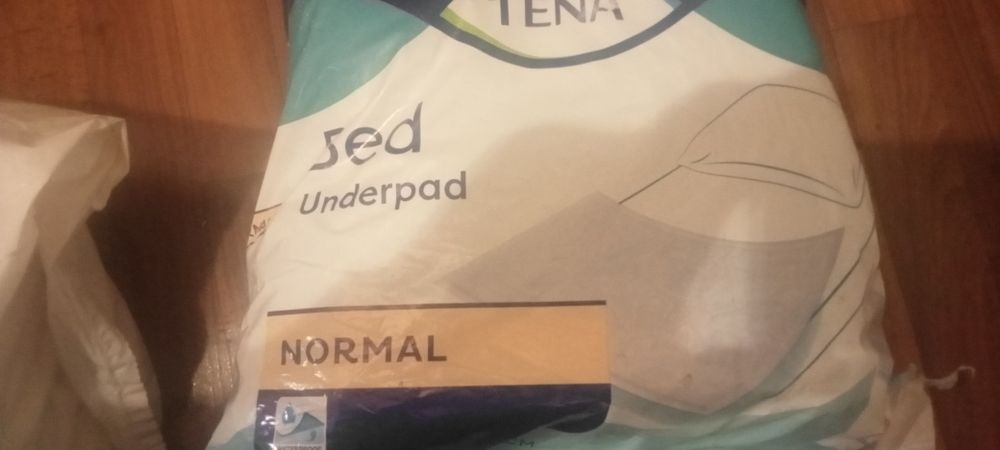 TENA
Bed
Underpad
NORMAL